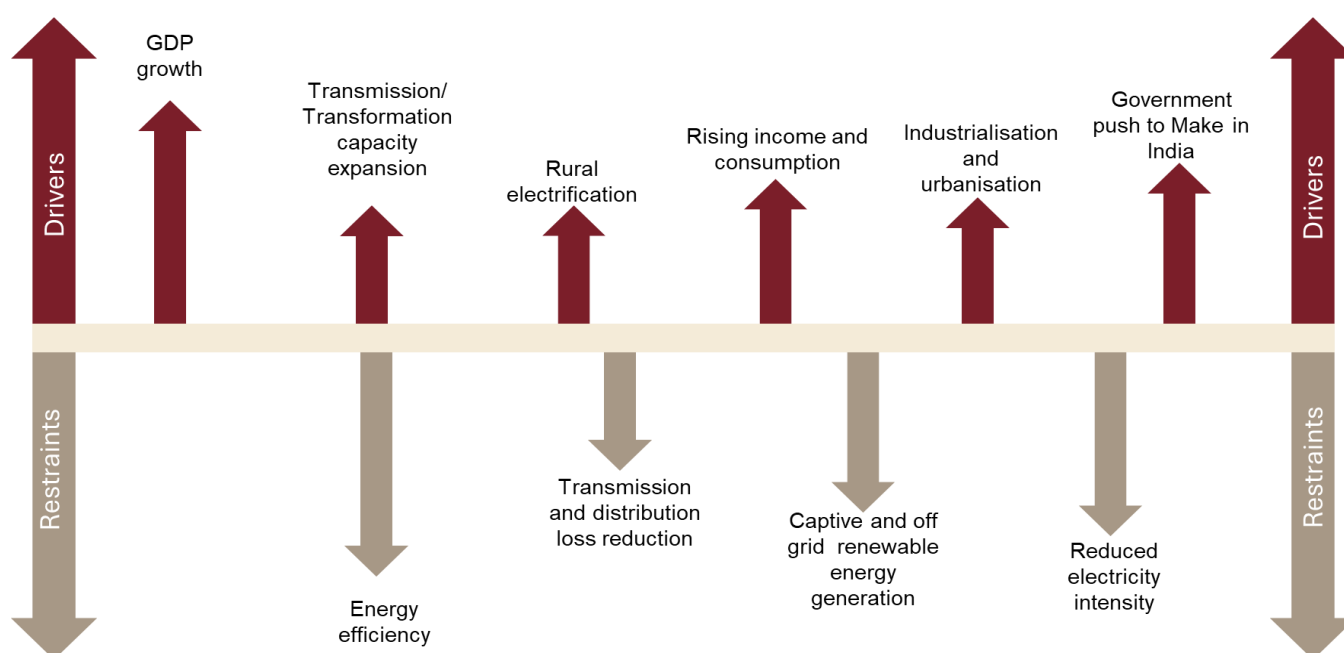 GDP
growth
Transmission/
Transformation
capacity
expansion
Rural
electrification
Rising income and
consumption
Industrialisation
and
urbanisation
Government
push to Make in
India
Drivers
Drivers
Restraints
Restraints
Energy
efficiency
Transmission
and distribution
loss reduction
Captive and off
grid renewable
energy
generation
Reduced
electricity
intensity